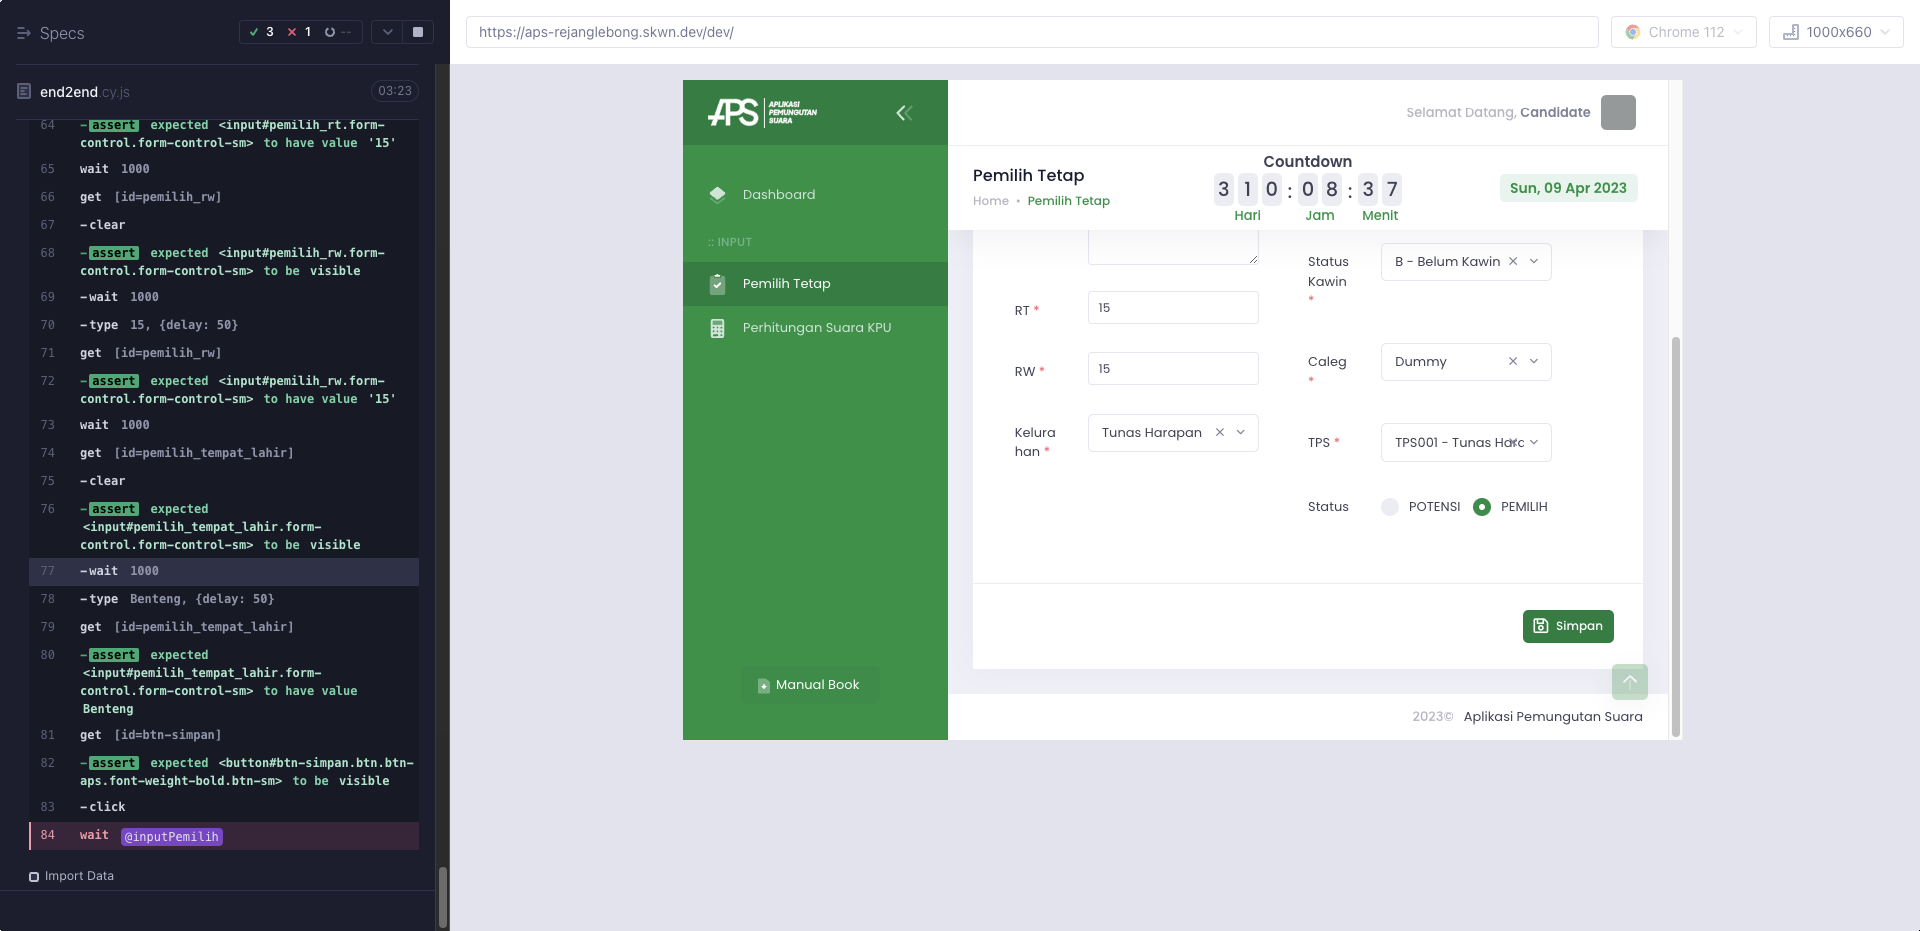 Specs
3
1
--
end2end.cy.js
03:23
64 -assert expected <input#pemilih_rt.form-
control.form-control-sm> to have value '15'
65 wait 1000
66 get [id=pemilih_rw]
67 -clear
68 -assert expected <input#pemilih_rw.form-
control.form-control-sm> to be visible
69 -wait 1000
70 -type 15, {delay: 50}
71 get [id=pemilih_rw]
72 -assert expected <input#pemilih_rw.form-
control.form-control-sm> to have value '15'
73 wait 1000
74 get [id=pemilih_tempat_lahir]
75 -clear
76 -assert expected
<input#pemilih_tempat_lahir.form-
control.form-control-sm> to be visible
77 -wait 1000
78 -type Benteng, {delay: 50}
79 get [id=pemilih_tempat_lahir]
80 -assert expected
<input#pemilih_tempat_lahir.form-
control.form-control-sm> to have value
Benteng
81 get [id=btn-simpan]
82 -assert expected <button#btn-simpan.btn.btn-
aps.font-weight-bold.btn-sm> to be visible
83 -click
84 wait @inputPemilih
Import Data
https://aps-rejanglebong.skwn.dev/dev/
Chrome 112
1000x660
APS APLIKASI
PEMUNGUTAN
SUARA
Dashboard
:: INPUT
Pemilih Tetap
Perhitungan Suara KPU
Manual Book
Selamat Datang, Candidate
Pemilih Tetap
Home • Pemilih Tetap
Countdown
3 1 0 : 0 8 : 3 7
Hari Jam Menit
Sun, 09 Apr 2023
RT *
15
RW *
15
Kelura
han *
Tunas Harapan
Status
Kawin
*
B - Belum Kawin
Caleg
*
Dummy
TPS *
TPS001 - Tunas Harc
Status
POTENSI
PEMILIH
Simpan
2023© Aplikasi Pemungutan Suara